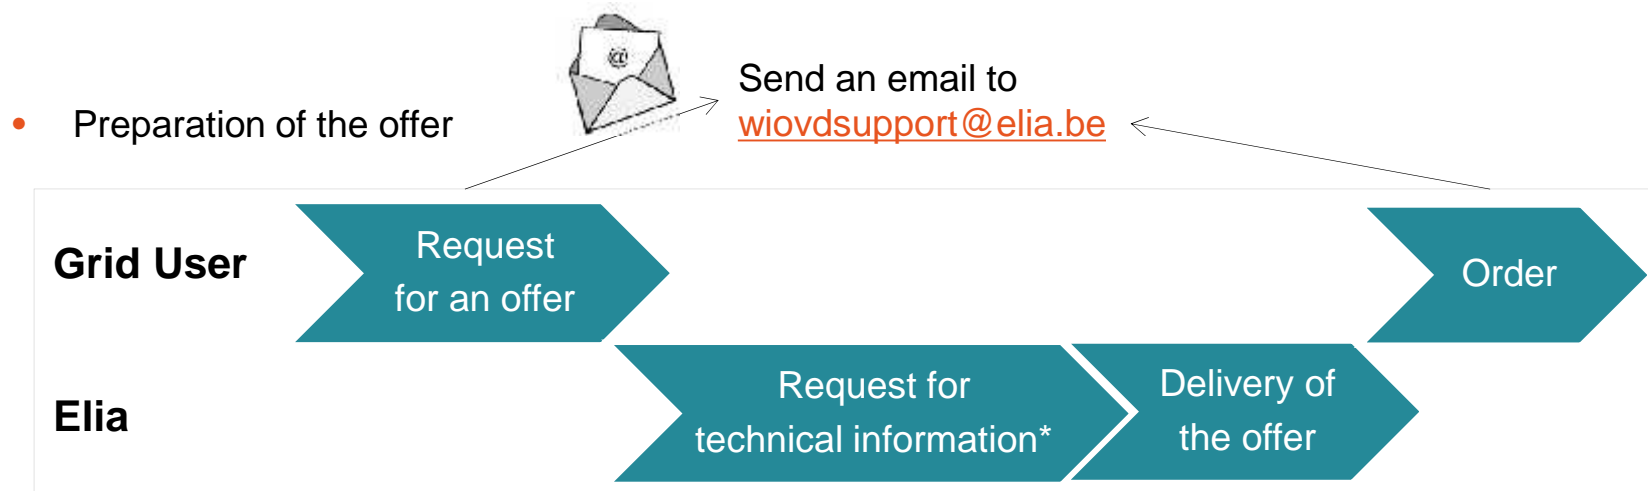 @
Send an email to
• Preparation of the offer
wiovdsupport@elia.be
Grid User
Request
for an offer
Order
Elia
Request for
technical information*
Delivery of
the offer